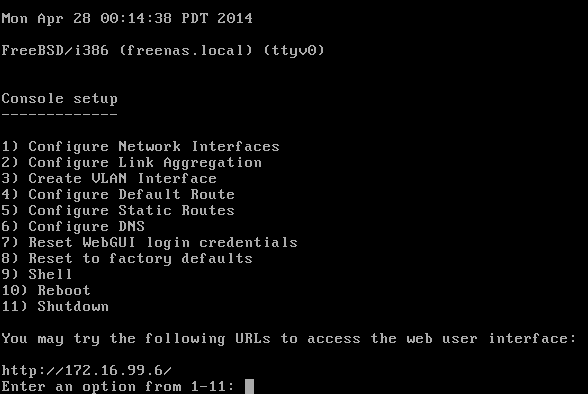 Mon Apr 28 00:14:38 PDT 2014
FreeBSD/i386 (freenas.local) (ttyv0)
Console setup
-------------
1) Configure Network Interfaces
2) Configure Link Aggregation
3) Create VLAN Interface
4) Configure Default Route
5) Configure Static Routes
6) Configure DNS
7) Reset WebGUI login credentials
8) Reset to factory defaults
9) Shell
10) Reboot
11) Shutdown
You may try the following URLs to access the web user interface:
http://172.16.99.6/
Enter an option from 1-11: